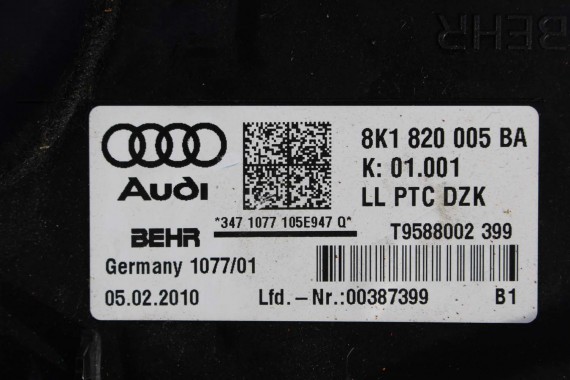 BEHR
8K1 820 005 BA
K: 01.001
Audi
LL PTC DZK
*347 1077 105E947 Q*
BEHR
T9588002 399
Germany 1077/01
05.02.2010
Lfd.-Nr.:00387399
B1